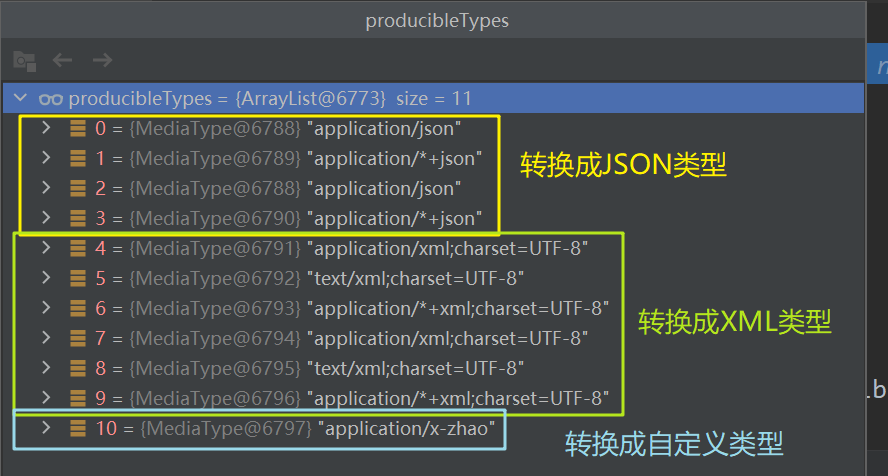 producibleTypes
producibleTypes = {ArrayList@6773} size = 11
0 = {MediaType@6788} "application/json"
1 = {MediaType@6789} "application/*+json"
转换成JSON类型
2 = {MediaType@6788} "application/json"
3 = {MediaType@6790} "application/*+json"
4 = {MediaType@6791} "application/xml;charset=UTF-8"
5 = {MediaType@6792} "text/xml;charset=UTF-8"
6 = {MediaType@6793} "application/*+xml;charset=UTF-8"
转换成XML类型
7 = {MediaType@6794} "application/xml;charset=UTF-8"
8 = {MediaType@6795} "text/xml;charset=UTF-8"
9 = {MediaType@6796} "application/*+xml;charset=UTF-8"
10 = {MediaType@6797} "application/x-zhao"
转换成自定义类型